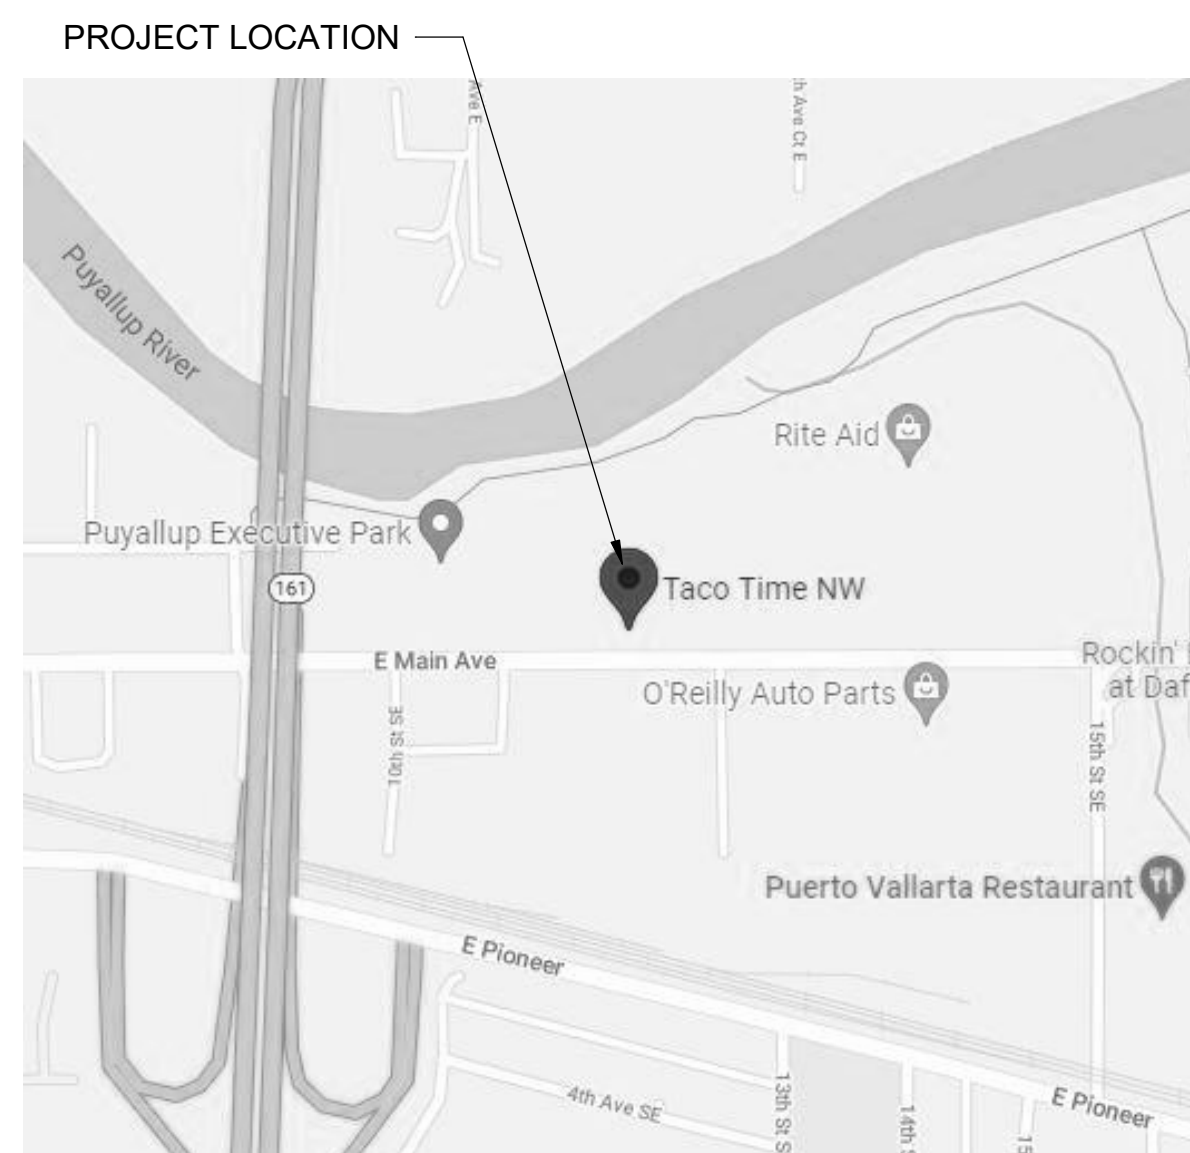 PROJECT LOCATION
Ave E
h Ave Ct E
Puyallup River
Rite Aid
Puyallup Executive Park
161
Taco Time NW
E Main Ave
Rockin'
at Daf
O'Reilly Auto Parts
10th St SE
15th St SE
Puerto Vallarta Restaurant
E Pioneer
4th Ave SE
13th St S
14th
15
E Pioneer